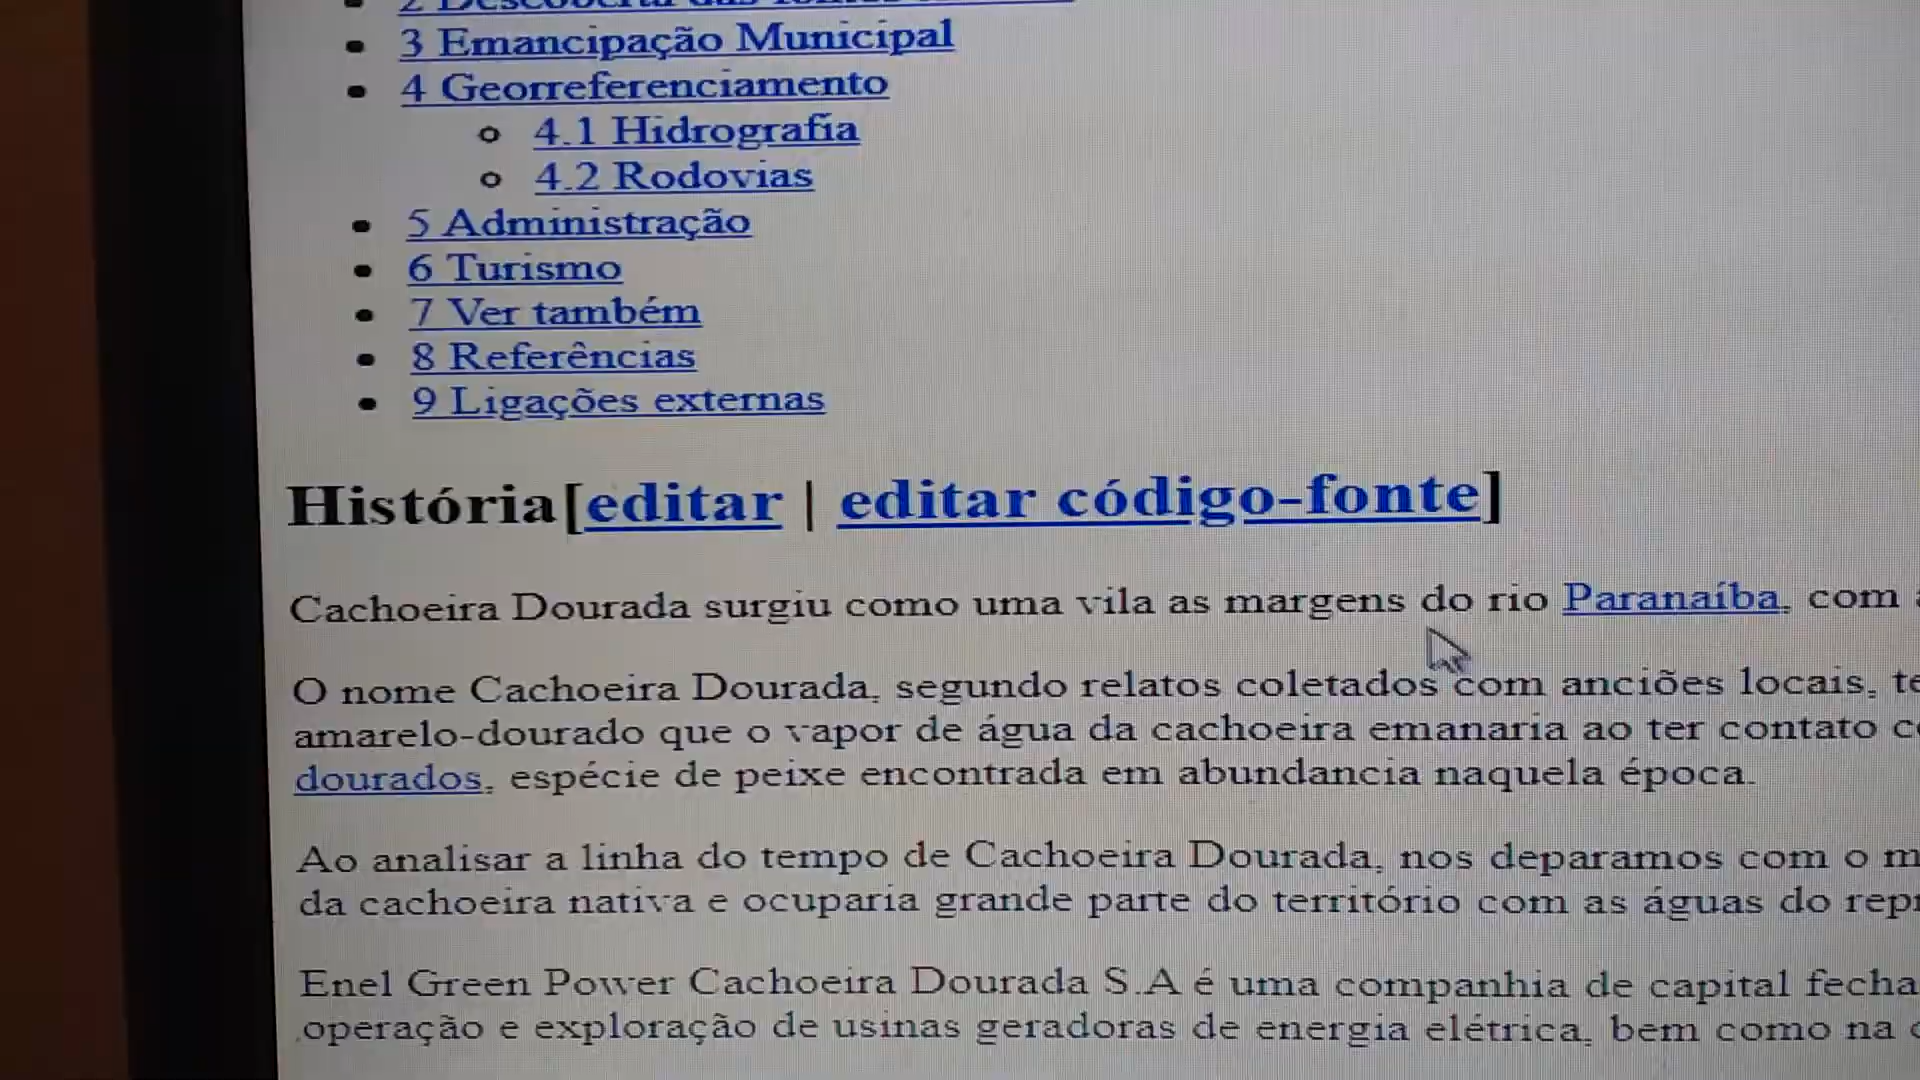 3 Emancipação Municipal
4 Georreferenciamento
4.1 Hidrografia
4.2 Rodovias
5 Administração
6 Turismo
7 Ver também
8 Referências
9 Ligações externas
História[editar | editar código-fonte]
Cachoeira Dourada surgiu como uma vila as margens do rio Paranaíba, com
O nome Cachoeira Dourada, segundo relatos coletados com anciões locais,
amarelo-dourado que o vapor de água da cachoeira emanaria ao ter contato
dourados, espécie de peixe encontrada em abundancia naquela época.
Ao analisar a linha do tempo de Cachoeira Dourada, nos deparamos com o
da cachoeira nativa e ocuparia grande parte do território com as águas do
Enel Green Power Cachoeira Dourada S.A é uma companhia de capital
operação e exploração de usinas geradoras de energia elétrica, bem como na